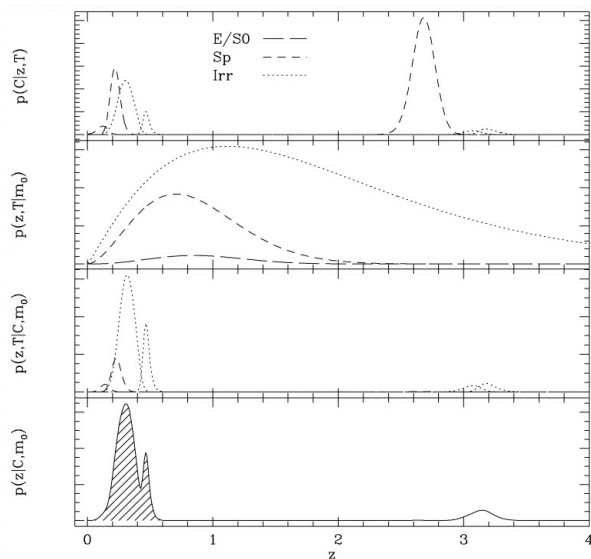 E/S0
Sp
Irr
p(C|z,T)
p(z,T|m₀)
p(z,T|C,m₀)
p(z|C,m₀)
0
1
2
3
4
z